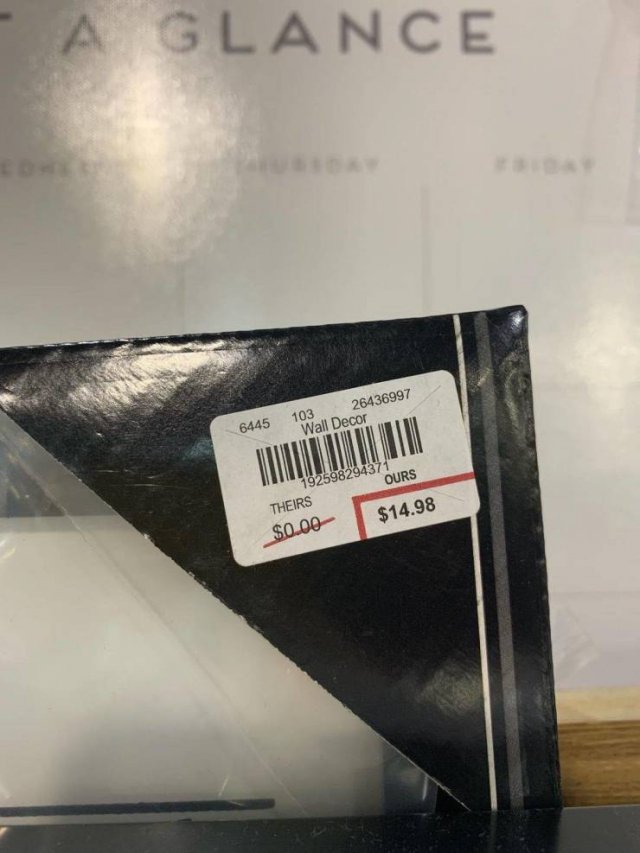 T A GLANCE
THURSDAY FRIDAY
6445 103 26436997
Wall Decor
192598294371
THEIRS OURS
$0.00 $14.98